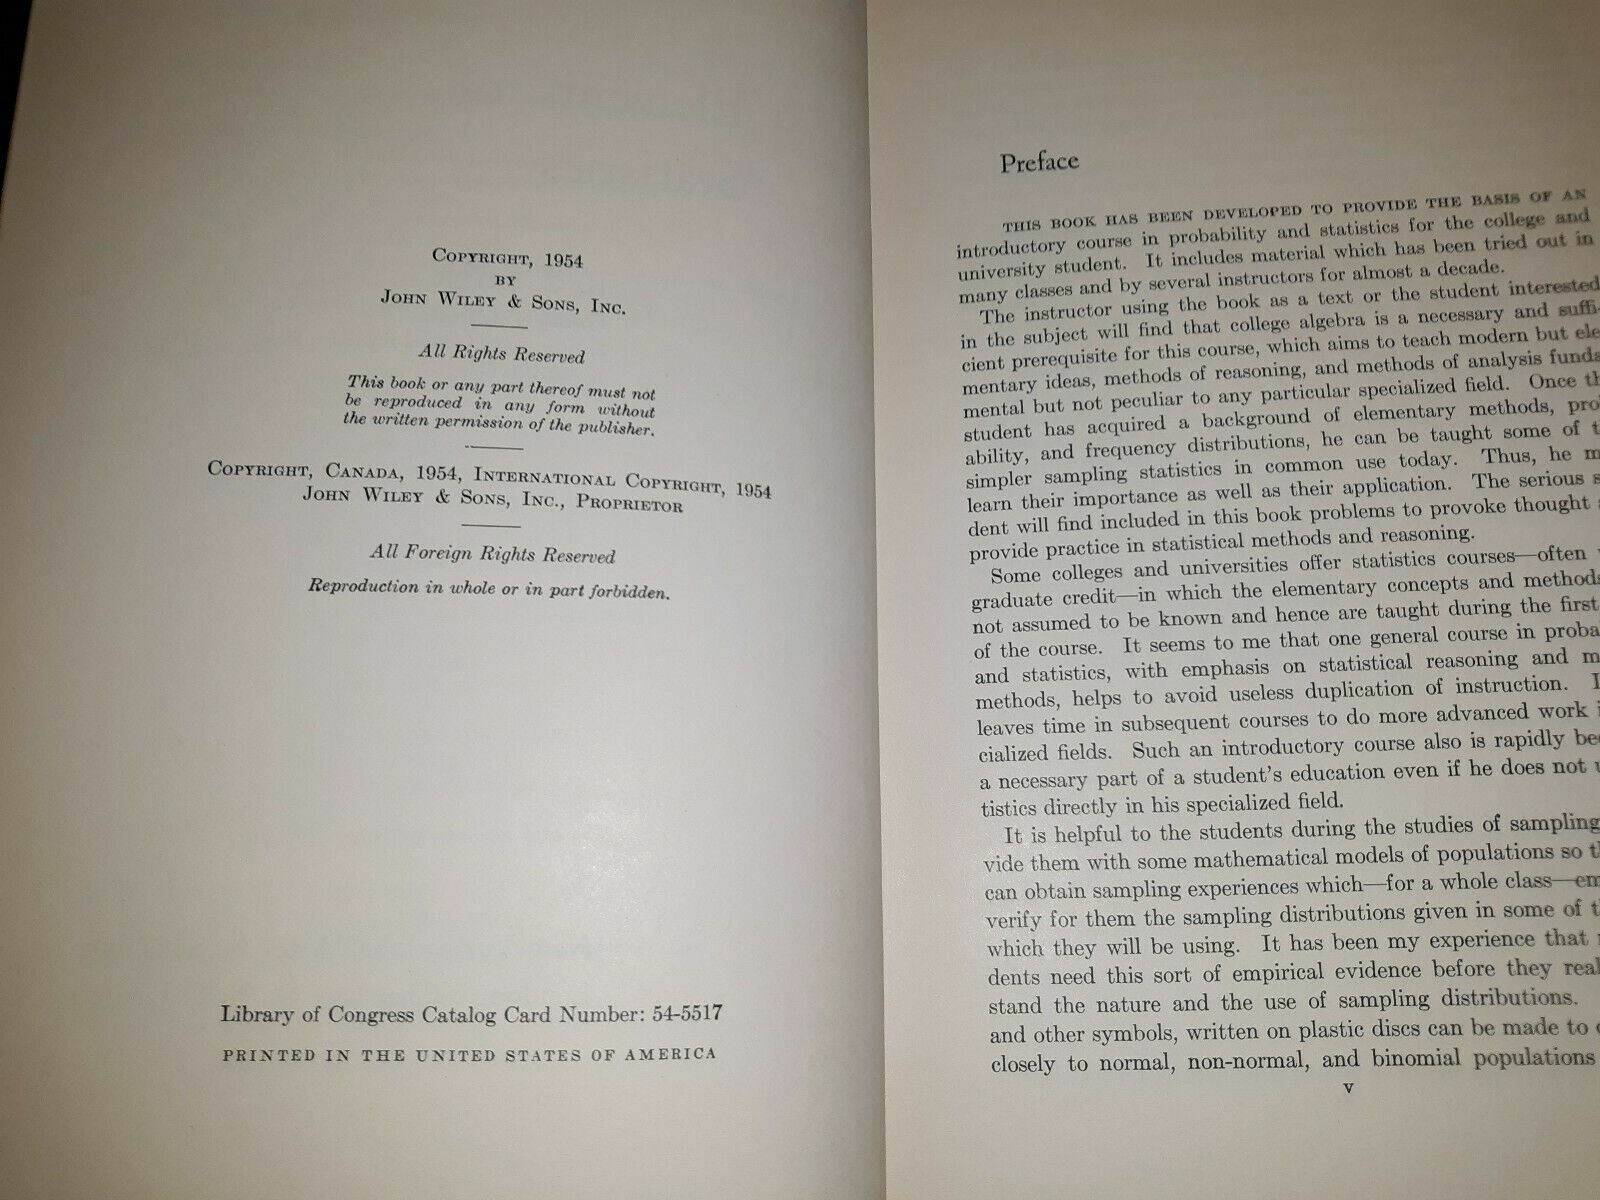 COPYRIGHT, 1954
BY
JOHN WILEY & SONS, INC.
All Rights Reserved
This book or any part thereof must not
be reproduced in any form without
the written permission of the publisher.
COPYRIGHT, CANADA, 1954, INTERNATIONAL COPYRIGHT, 1954
JOHN WILEY & SONS, INC., PROPRIETOR
All Foreign Rights Reserved
Reproduction in whole or in part forbidden.
Library of Congress Catalog Card Number: 54-5517
PRINTED IN THE UNITED STATES OF AMERICA
Preface
THIS BOOK HAS BEEN DEVELOPED TO PROVIDE THE BASIS OF AN
introductory course in probability and statistics for the college and
university student. It includes material which has been tried out in
many classes and by several instructors for almost a decade.
The instructor using the book as a text or the student interested
in the subject will find that college algebra is a necessary and suffi-
cient prerequisite for this course, which aims to teach modern but ele
mentary ideas, methods of reasoning, and methods of analysis funda
mental but not peculiar to any particular specialized field. Once th
student has acquired a background of elementary methods, pro
ability, and frequency distributions, he can be taught some of t
simpler sampling statistics in common use today. Thus, he m
learn their importance as well as their application. The serious s
dent will find included in this book problems to provoke thought a
provide practice in statistical methods and reasoning.
Some colleges and universities offer statistics courses—often
graduate credit—in which the elementary concepts and methods
not assumed to be known and hence are taught during the first
of the course. It seems to me that one general course in proba
and statistics, with emphasis on statistical reasoning and m
methods, helps to avoid useless duplication of instruction. I
leaves time in subsequent courses to do more advanced work i
cialized fields. Such an introductory course also is rapidly bec
a necessary part of a student's education even if he does not u
tistics directly in his specialized field.
It is helpful to the students during the studies of sampling
vide them with some mathematical models of populations so th
can obtain sampling experiences which—for a whole class—em
verify for them the sampling distributions given in some of t
which they will be using. It has been my experience that
dents need this sort of empirical evidence before they real
stand the nature and the use of sampling distributions.
and other symbols, written on plastic discs can be made to c
closely to normal, non-normal, and binomial populations
v